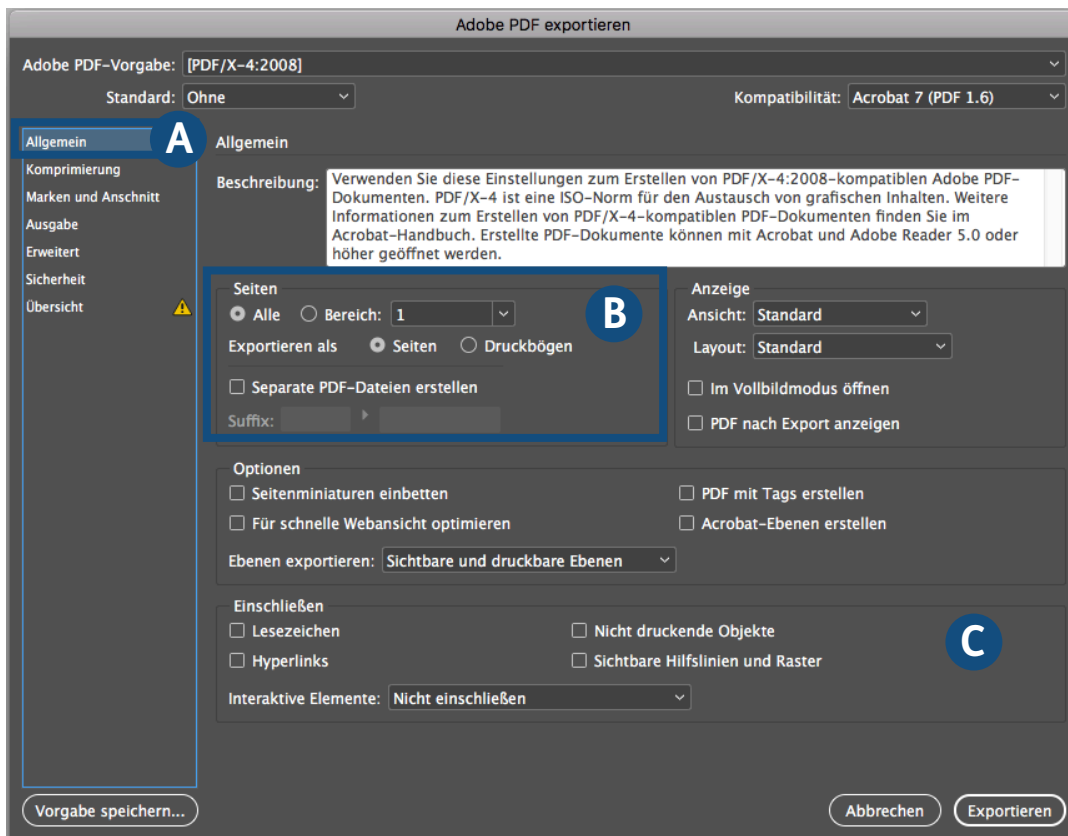 Adobe PDF exportieren
Adobe PDF-Vorgabe: [PDF/X-4:2008]
Standard: Ohne Kompatibilität: Acrobat 7 (PDF 1.6)
Allgemein A
Komprimierung
Marken und Anschnitt
Ausgabe
Erweitert
Sicherheit
Übersicht
Allgemein
Beschreibung: Verwenden Sie diese Einstellungen zum Erstellen von PDF/X-4:2008-kompatiblen Adobe PDF-
Dokumenten. PDF/X-4 ist eine ISO-Norm für den Austausch von grafischen Inhalten. Weitere
Informationen zum Erstellen von PDF/X-4-kompatiblen PDF-Dokumenten finden Sie im
Acrobat-Handbuch. Erstellte PDF-Dokumente können mit Acrobat und Adobe Reader 5.0 oder
höher geöffnet werden.
Seiten
Alle Bereich: 1 B
Exportieren als Seiten Druckbögen
Separate PDF-Dateien erstellen
Suffix:
Anzeige
Ansicht: Standard
Layout: Standard
Im Vollbildmodus öffnen
PDF nach Export anzeigen
Optionen
Seitenminiaturen einbetten PDF mit Tags erstellen
Für schnelle Webansicht optimieren Acrobat-Ebenen erstellen
Ebenen exportieren: Sichtbare und druckbare Ebenen
Einschließen
Lesezeichen Nicht druckende Objekte C
Hyperlinks Sichtbare Hilfslinien und Raster
Interaktive Elemente: Nicht einschließen
Vorgabe speichern... Abbrechen Exportieren